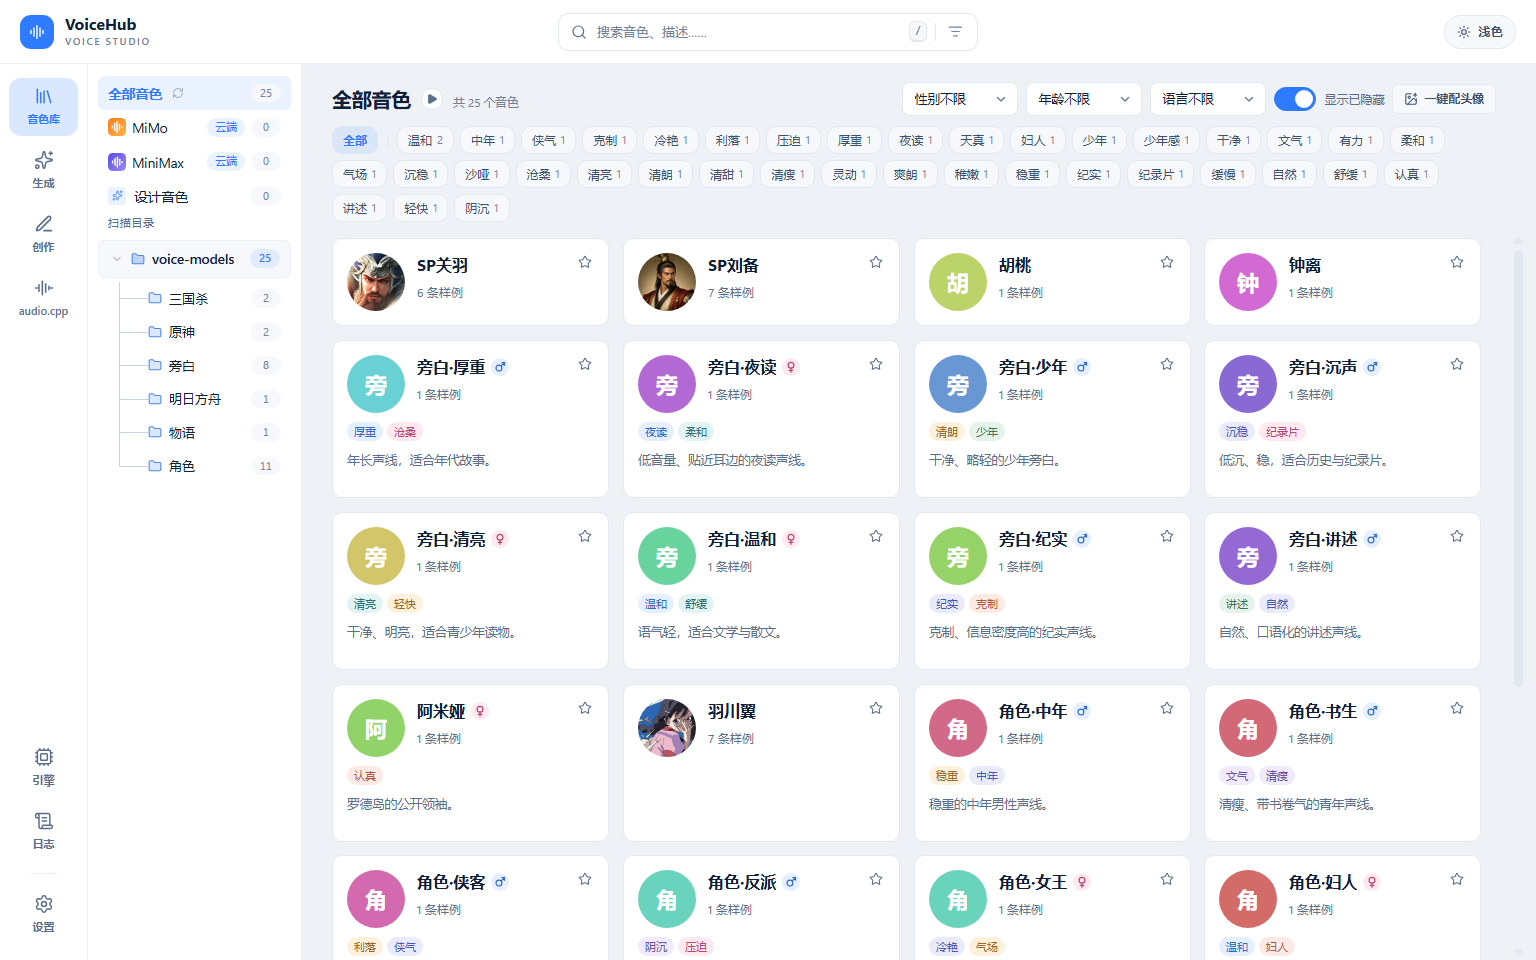 VoiceHub
VOICE STUDIO
搜索音色、描述......
/
浅色
音色库
生成
创作
audio.cpp
引擎
日志
设置
全部音色 25
MiMo 云端 0
MiniMax 云端 0
设计音色 0
扫描目录
voice-models 25
三国杀 2
原神 2
旁白 8
明日方舟 1
物语 1
角色 11
全部音色 共 25 个音色
性别不限 年龄不限 语言不限 显示已隐藏 一键配头像
全部 温和 2 中年 1 侠气 1 克制 1 冷艳 1 利落 1 压迫 1 厚重 1 夜读 1 天真 1 妇人 1 少年 1 少年感 1 干净 1 文气 1 有力 1 柔和 1
气场 1 沉稳 1 沙哑 1 沧桑 1 清亮 1 清朗 1 清甜 1 清瘦 1 灵动 1 爽朗 1 稚嫩 1 稳重 1 纪实 1 纪录片 1 缓慢 1 自然 1 舒缓 1 认真 1
讲述 1 轻快 1 阴沉 1
SP关羽
6 条样例
SP刘备
7 条样例
胡
胡桃
1 条样例
钟
钟离
1 条样例
旁
旁白·厚重
1 条样例
厚重 沧桑
年长声线，适合年代故事。
旁
旁白·夜读
1 条样例
夜读 柔和
低音量、贴近耳边的夜读声线。
旁
旁白·少年
1 条样例
清朗 少年
干净、略轻的少年旁白。
旁
旁白·沉声
1 条样例
沉稳 纪录片
低沉、稳，适合历史与纪录片。
旁
旁白·清亮
1 条样例
清亮 轻快
干净、明亮，适合青少年读物。
旁
旁白·温和
1 条样例
温和 舒缓
语气轻，适合文学与散文。
旁
旁白·纪实
1 条样例
纪实 克制
克制、信息密度高的纪实声线。
旁
旁白·讲述
1 条样例
讲述 自然
自然、口语化的讲述声线。
阿
阿米娅
1 条样例
认真
罗德岛的公开领袖。
羽川翼
7 条样例
角
角色·中年
1 条样例
稳重 中年
稳重的中年男性声线。
角
角色·书生
1 条样例
文气 清瘦
清瘦、带书卷气的青年声线。
角
角色·侠客
1 条样例
利落 侠气
角
角色·反派
1 条样例
阴沉 压迫
角
角色·女王
1 条样例
冷艳 气场
角
角色·妇人
1 条样例
温和 妇人